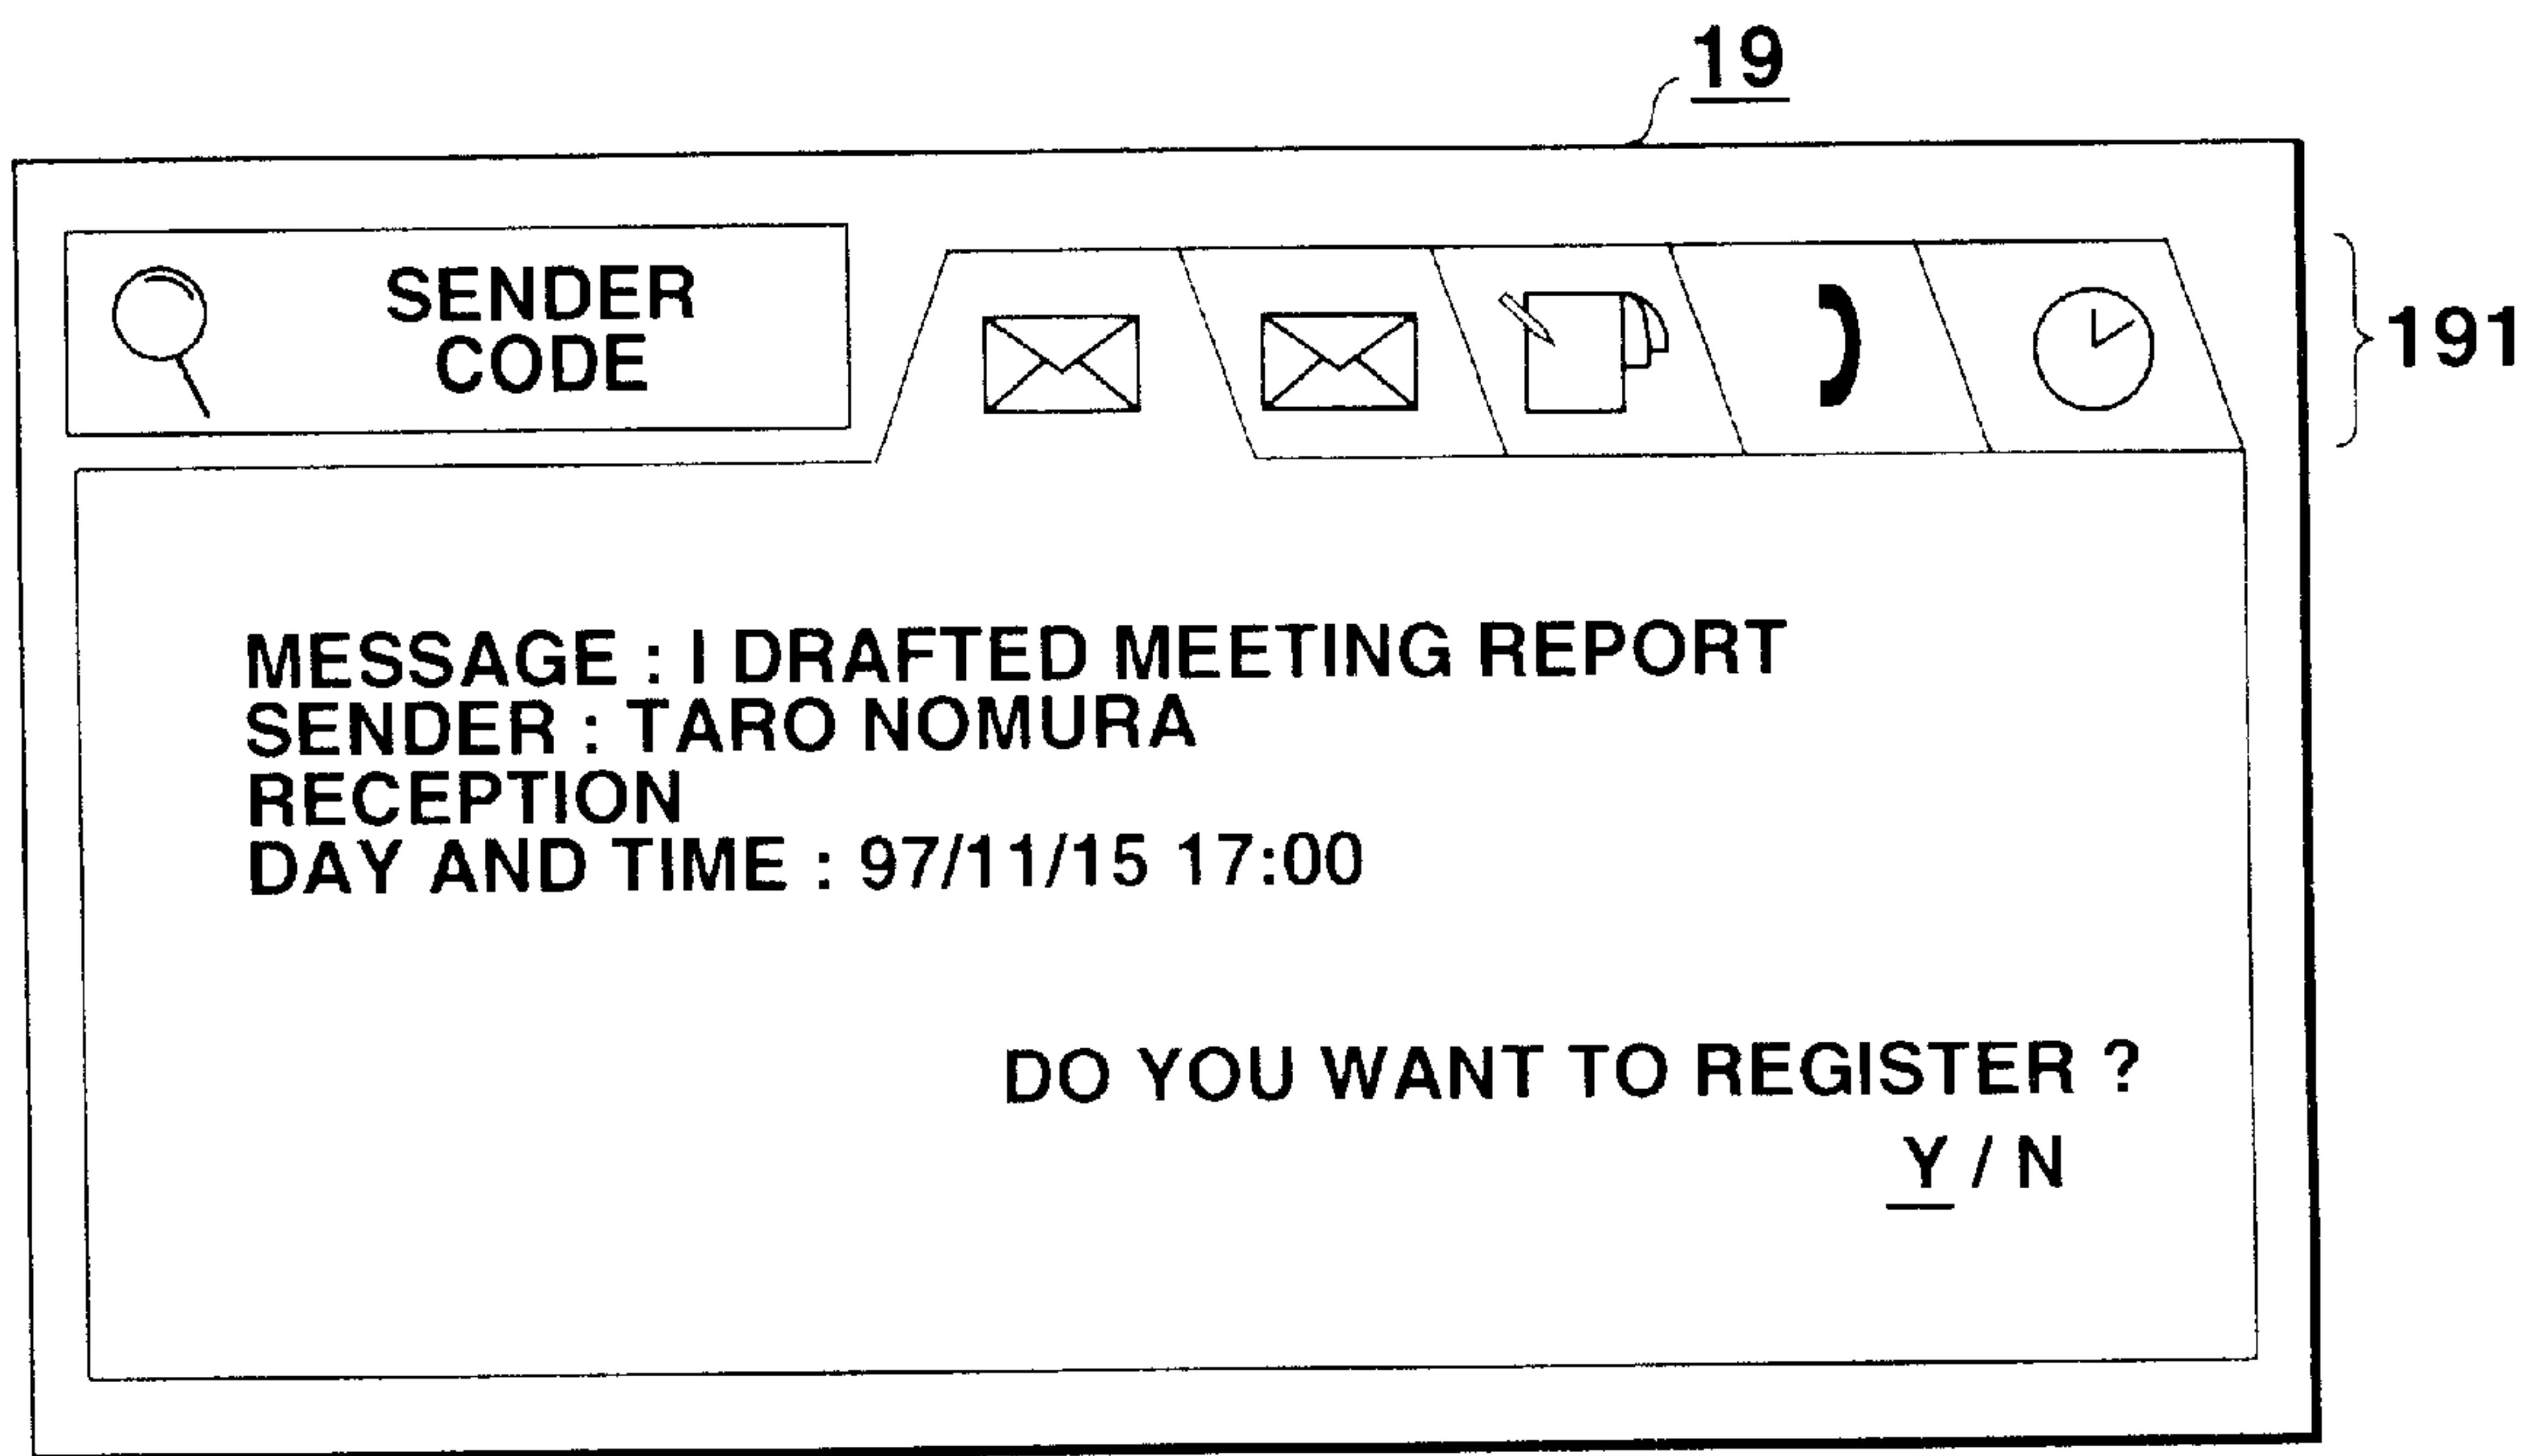 19
SENDER
CODE
191
MESSAGE : I DRAFTED MEETING REPORT
SENDER : TARO NOMURA
RECEPTION
DAY AND TIME : 97/11/15 17:00
DO YOU WANT TO REGISTER ?
Y / N